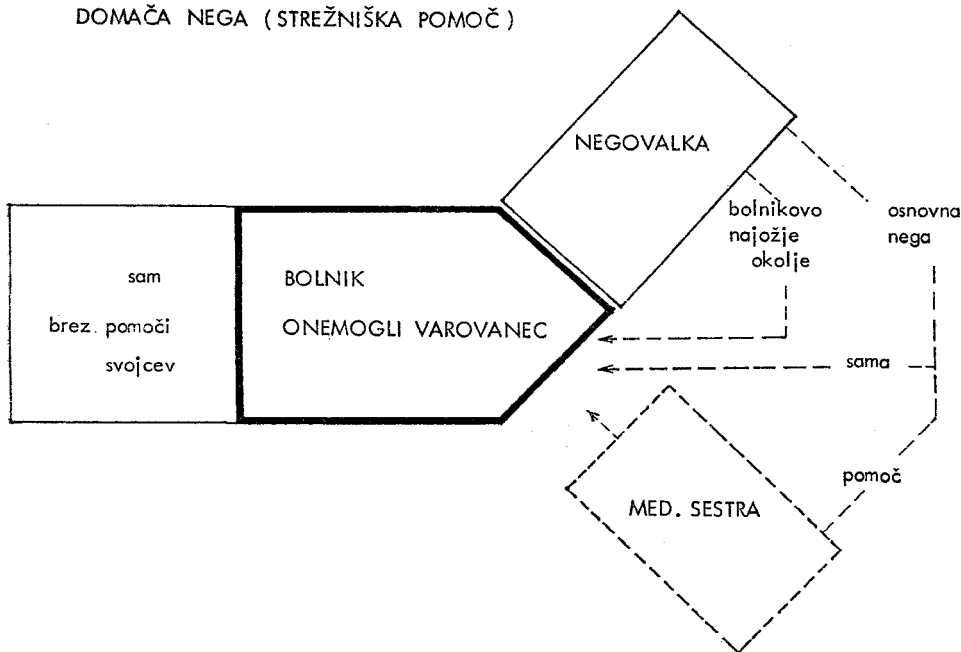 DOMAČA NEGA (STREŽNIŠKA POMOČ)
NEGOVALKA
bolnikovo
najožje
okolje
osnovna
nega
sam
brez. pomoči
svojcev
BOLNIK
ONEMOGLI VAROVANEC
sama
pomoč
MED. SESTRA